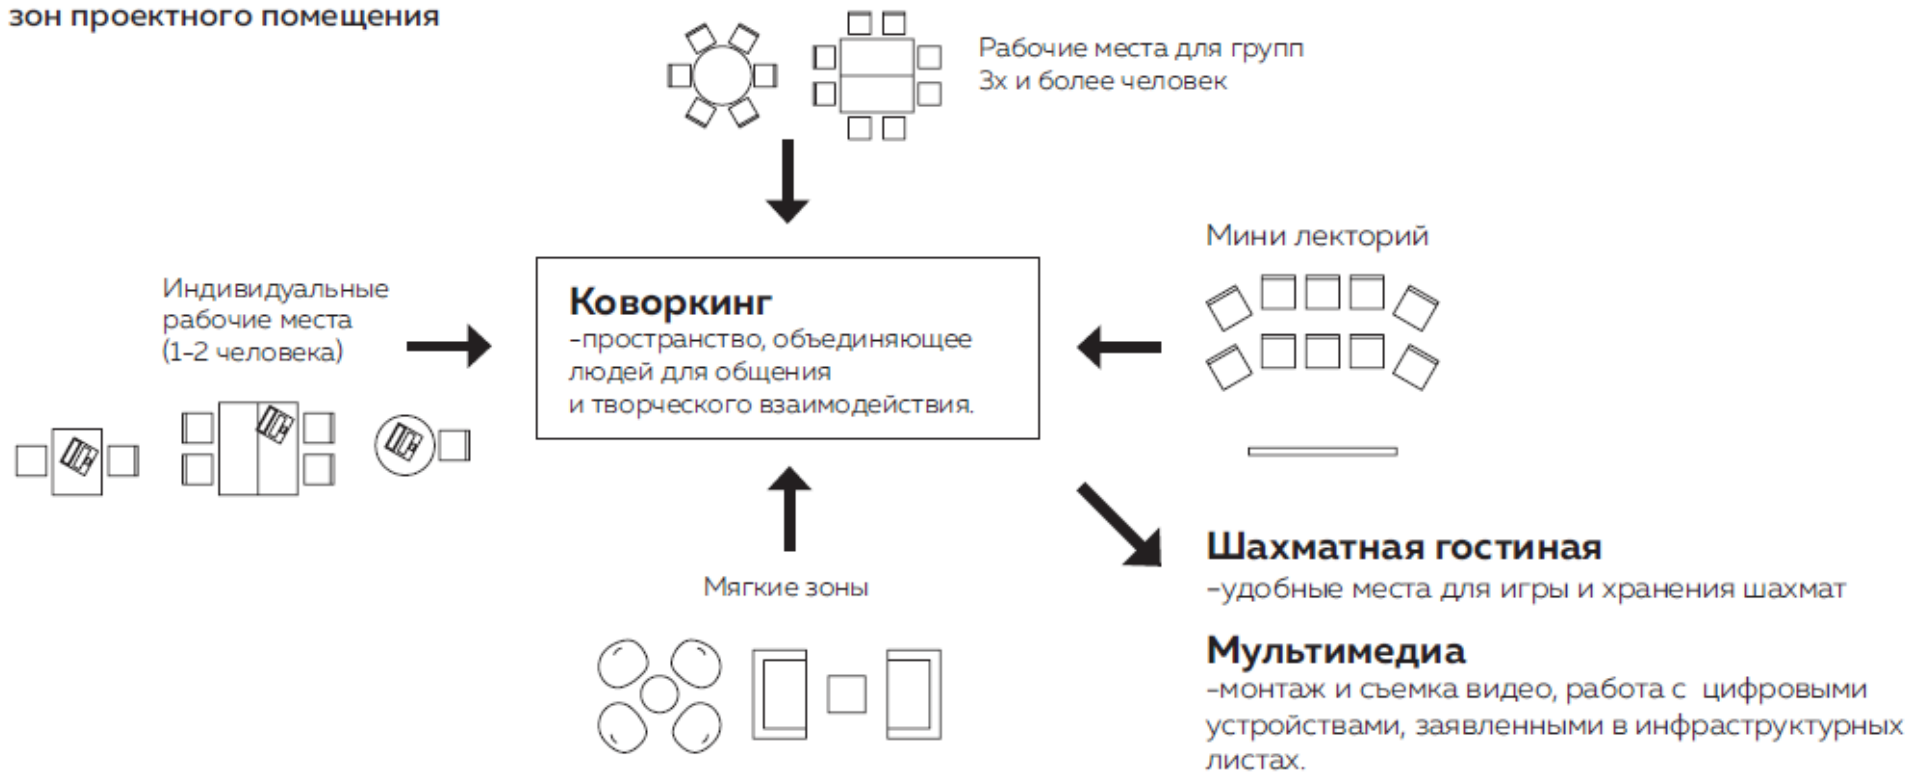 зон проектного помещения
Рабочие места для групп
3х и более человек
Мини лекторий
Индивидуальные
рабочие места
(1-2 человека)
Коворкинг
-пространство, объединяющее
людей для общения
и творческого взаимодействия.
Мягкие зоны
Шахматная гостиная
-удобные места для игры и хранения шахмат
Мультимедиа
-монтаж и съемка видео, работа с цифровыми
устройствами, заявленными в инфраструктурных
листах.